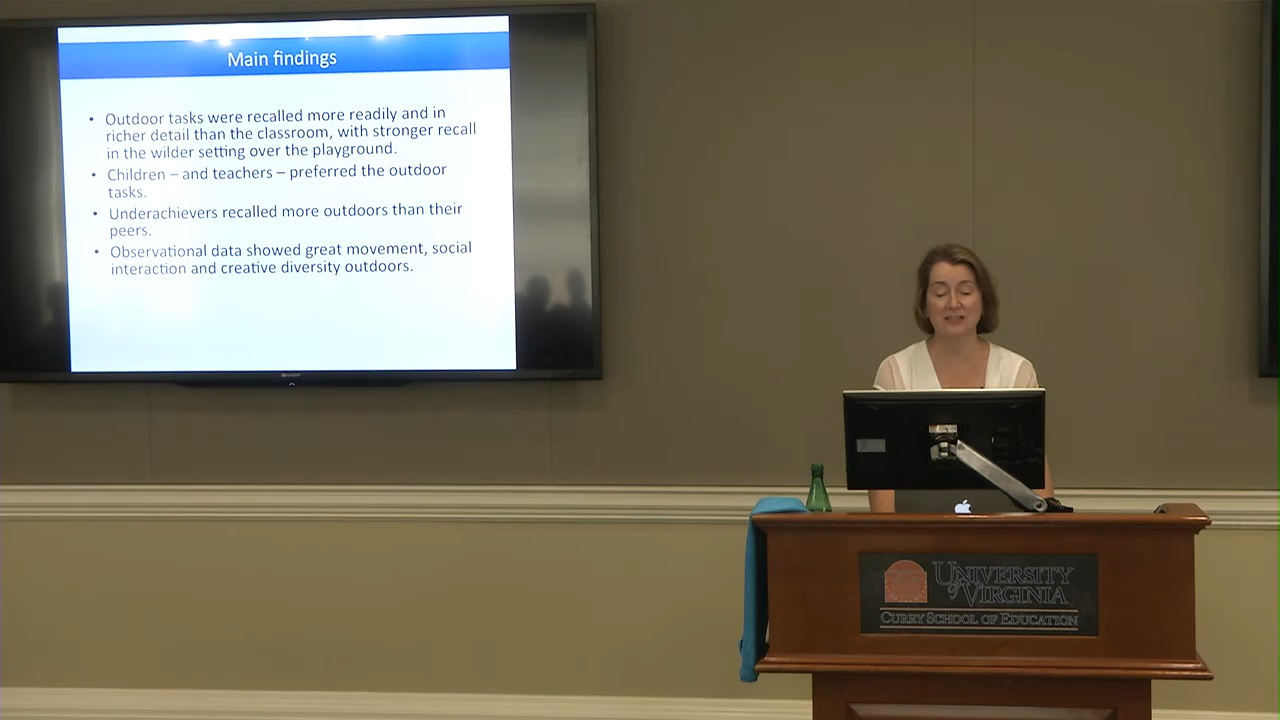 Main findings
• Outdoor tasks were recalled more readily and in
richer detail than the classroom, with stronger recall
in the wilder setting over the playground.
• Children – and teachers – preferred the outdoor
tasks.
• Underachievers recalled more outdoors than their
peers.
• Observational data showed great movement, social
interaction and creative diversity outdoors.
UNIVERSITY
of VIRGINIA
CURRY SCHOOL OF EDUCATION